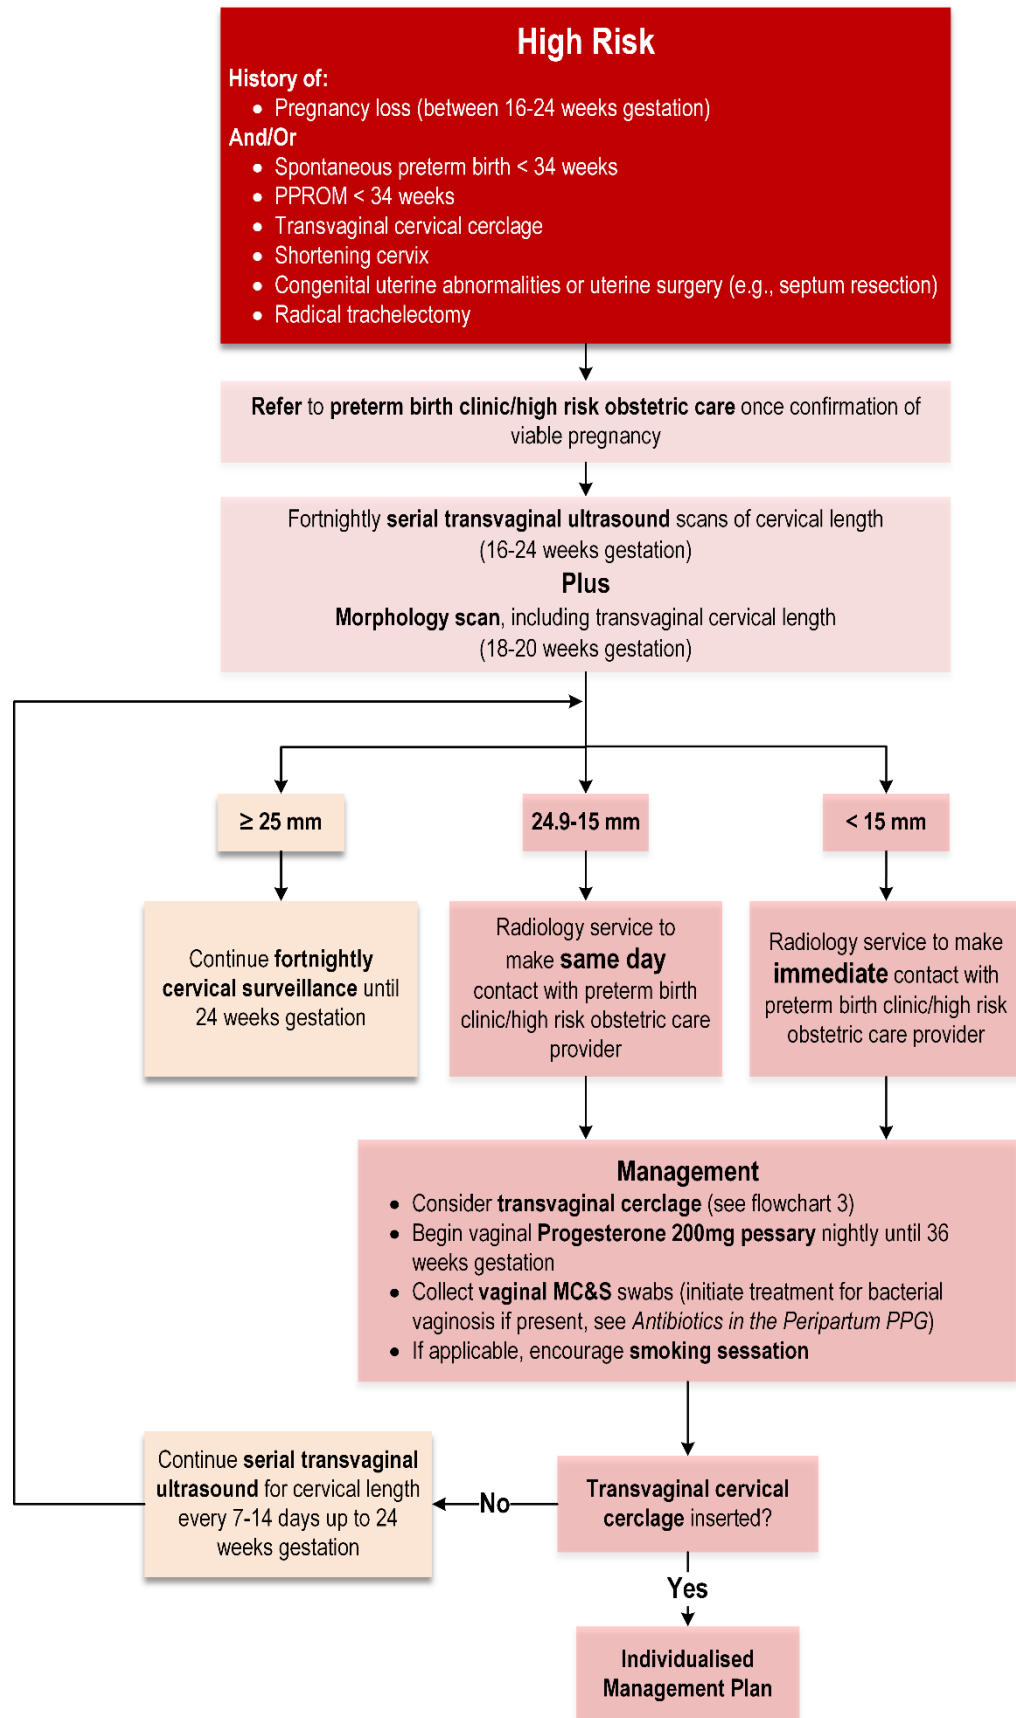 High Risk
History of:
• Pregnancy loss (between 16-24 weeks gestation)
And/Or
• Spontaneous preterm birth < 34 weeks
• PPROM < 34 weeks
• Transvaginal cervical cerclage
• Shortening cervix
• Congenital uterine abnormalities or uterine surgery (e.g., septum resection)
• Radical trachelectomy
Refer to preterm birth clinic/high risk obstetric care once confirmation of
viable pregnancy
Fortnightly serial transvaginal ultrasound scans of cervical length
(16-24 weeks gestation)
Plus
Morphology scan, including transvaginal cervical length
(18-20 weeks gestation)
≥ 25 mm
24.9-15 mm
< 15 mm
Continue fortnightly
cervical surveillance until
24 weeks gestation
Radiology service to
make same day
contact with preterm birth
clinic/high risk obstetric care
provider
Radiology service to make
immediate contact with
preterm birth clinic/high risk
obstetric care provider
Management
• Consider transvaginal cerclage (see flowchart 3)
• Begin vaginal Progesterone 200mg pessary nightly until 36
weeks gestation
• Collect vaginal MC&S swabs (initiate treatment for bacterial
vaginosis if present, see Antibiotics in the Peripartum PPG)
• If applicable, encourage smoking sessation
Transvaginal cervical
cerclage inserted?
No
Continue serial transvaginal
ultrasound for cervical length
every 7-14 days up to 24
weeks gestation
Yes
Individualised
Management Plan